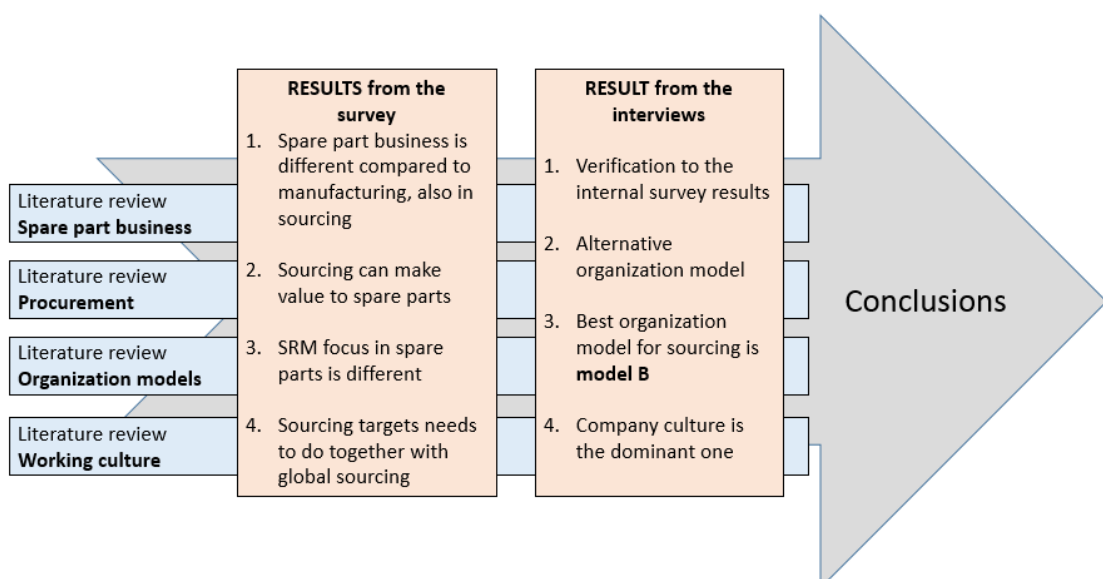 Literature review
Spare part business
Literature review
Procurement
Literature review
Organization models
Literature review
Working culture
RESULTS from the
survey
1. Spare part business is
different compared to
manufacturing, also in
sourcing
2. Sourcing can make
value to spare parts
3. SRM focus in spare
parts is different
4. Sourcing targets needs
to do together with
global sourcing
RESULT from the
interviews
1. Verification to the
internal survey results
2. Alternative
organization model
3. Best organization
model for sourcing is
model B
4. Company culture is
the dominant one
Conclusions